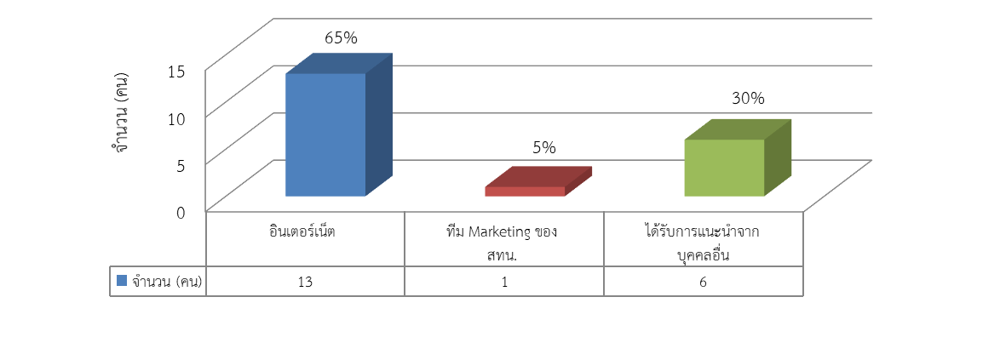 65%
30%
5%
จำนวน (คน)
15
10
5
0
อินเตอร์เน็ต
ทีม Marketing ของ
สทน.
ได้รับการแนะนำจาก
บุคคลอื่น
จำนวน (คน)
13
1
6